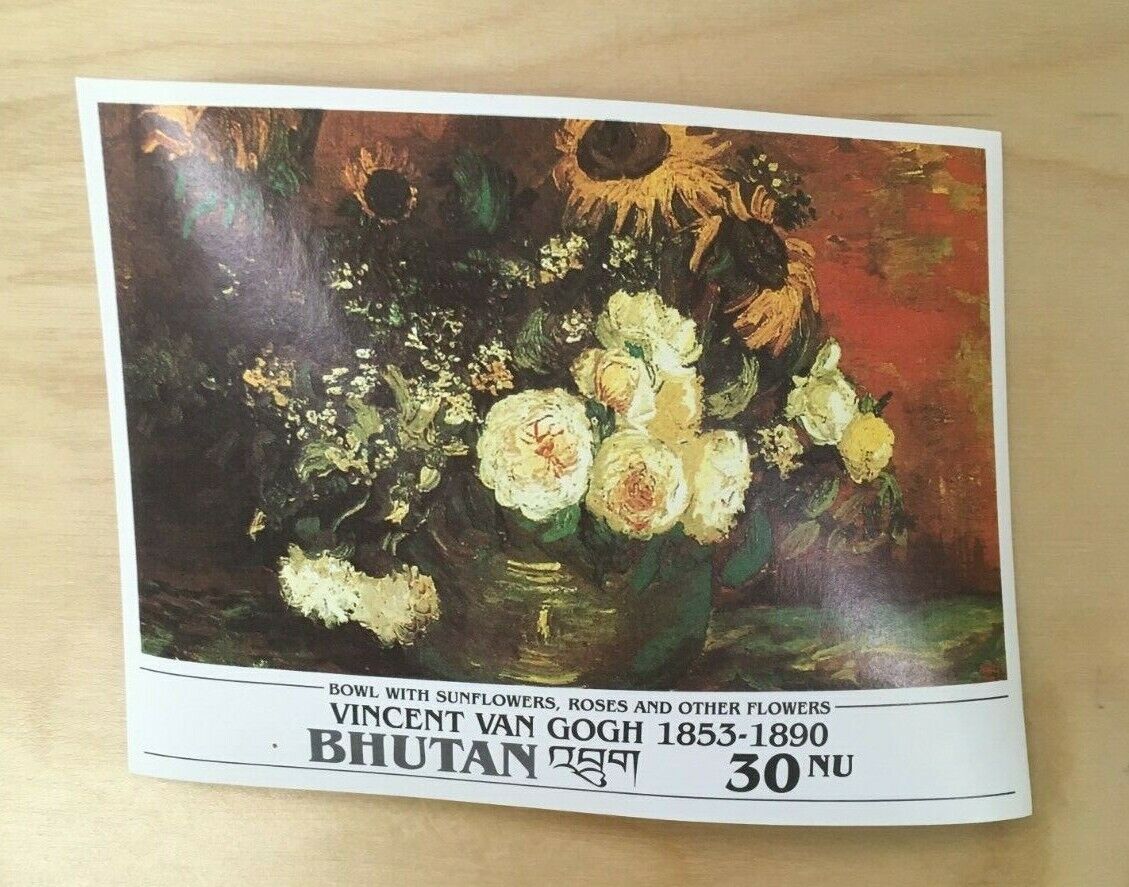 BOWL WITH SUNFLOWERS, ROSES AND OTHER FLOWERS
VINCENT VAN GOGH 1853-1890
BHUTAN འབྲུག 30 NU